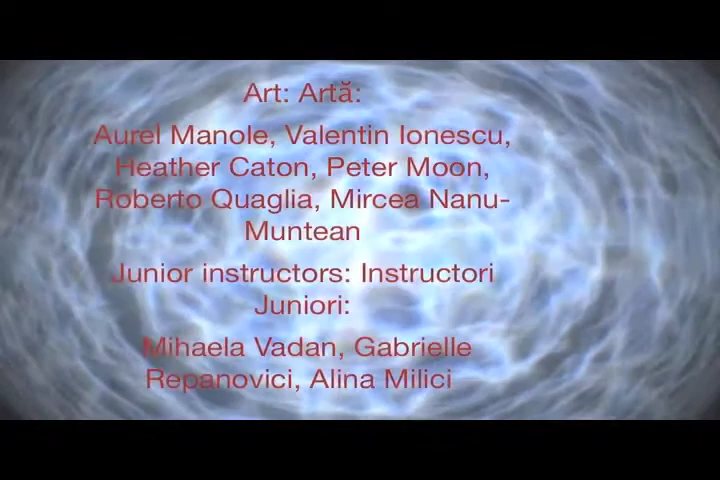 Art: Artă:
Aurel Manole, Valentin Ionescu,
Heather Caton, Peter Moon,
Roberto Quaglia, Mircea Nanu-
Muntean
Junior instructors: Instructori
Juniori:
Mihaela Vadan, Gabrielle
Repanovici, Alina Milici